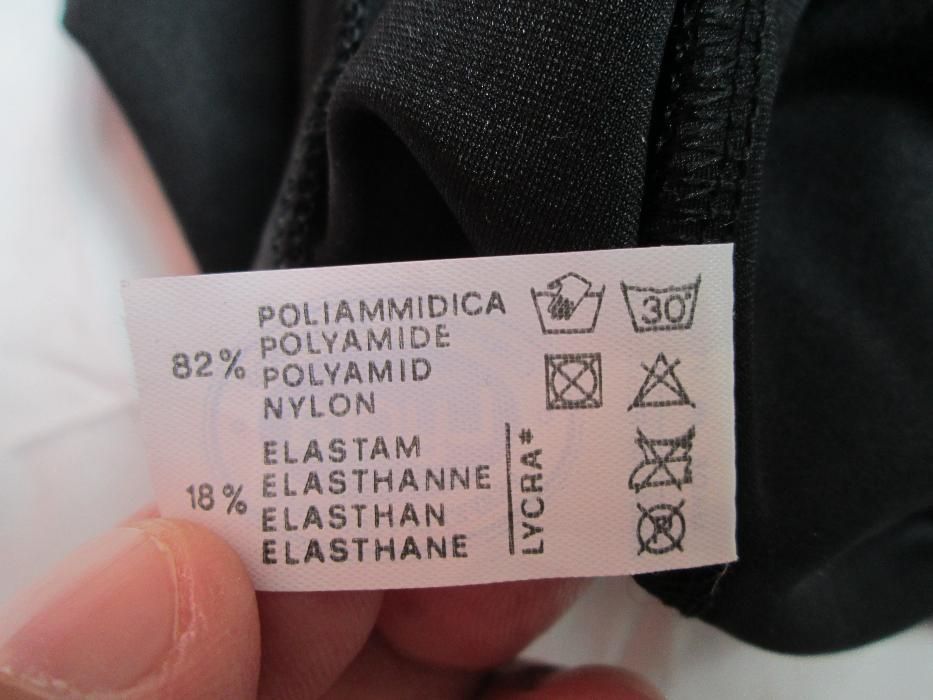 82%
POLIAMMIDICA
POLYAMIDE
POLYAMID
NYLON
18%
ELASTAM
ELASTHANNE
ELASTHAN
ELASTHANE
LYCRA*
30°